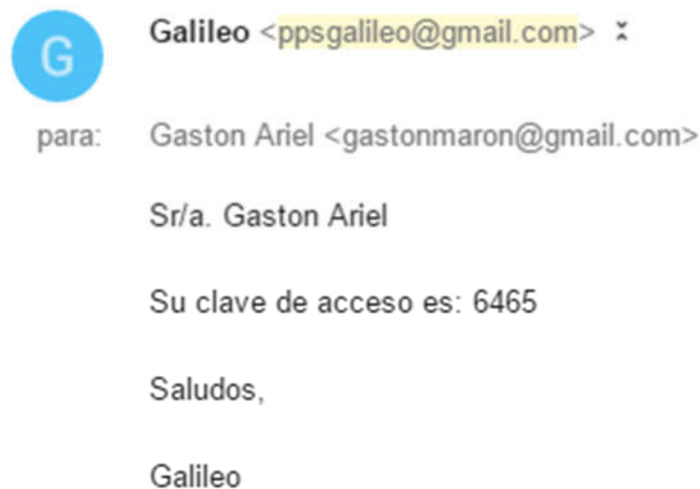 G
Galileo <ppsgalileo@gmail.com>
para: Gaston Ariel <gastonmaron@gmail.com>
Sr/a. Gaston Ariel
Su clave de acceso es: 6465
Saludos,
Galileo